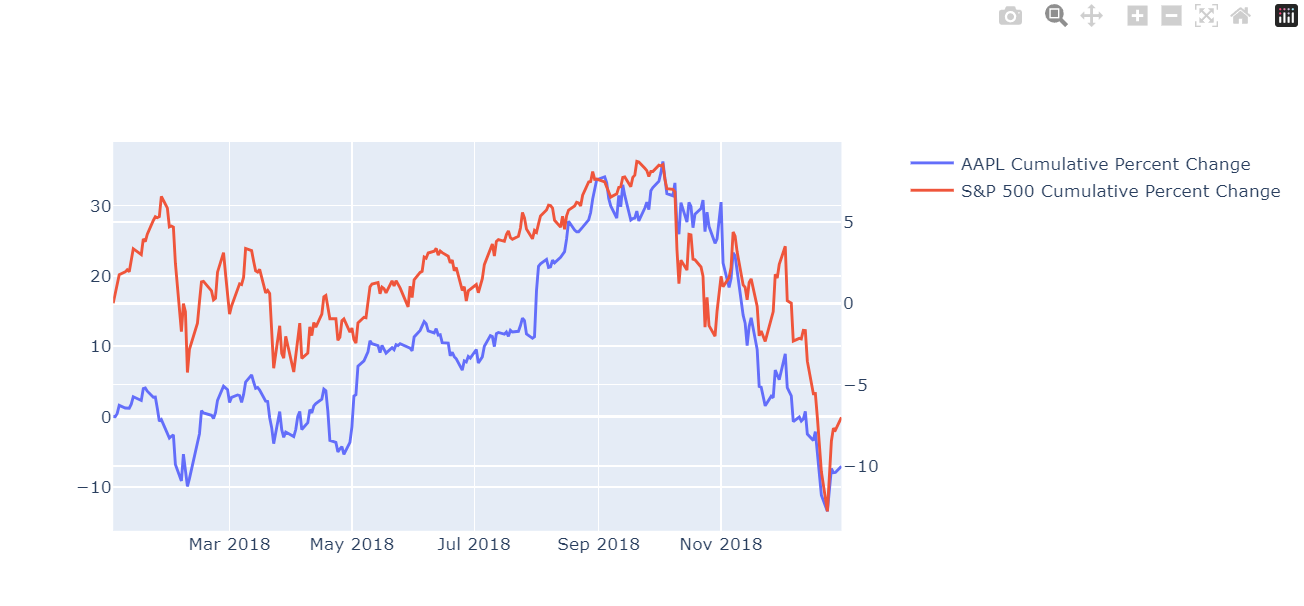 AAPL Cumulative Percent Change
S&P 500 Cumulative Percent Change
30
20
10
0
−10
5
0
−5
−10
Mar 2018
May 2018
Jul 2018
Sep 2018
Nov 2018